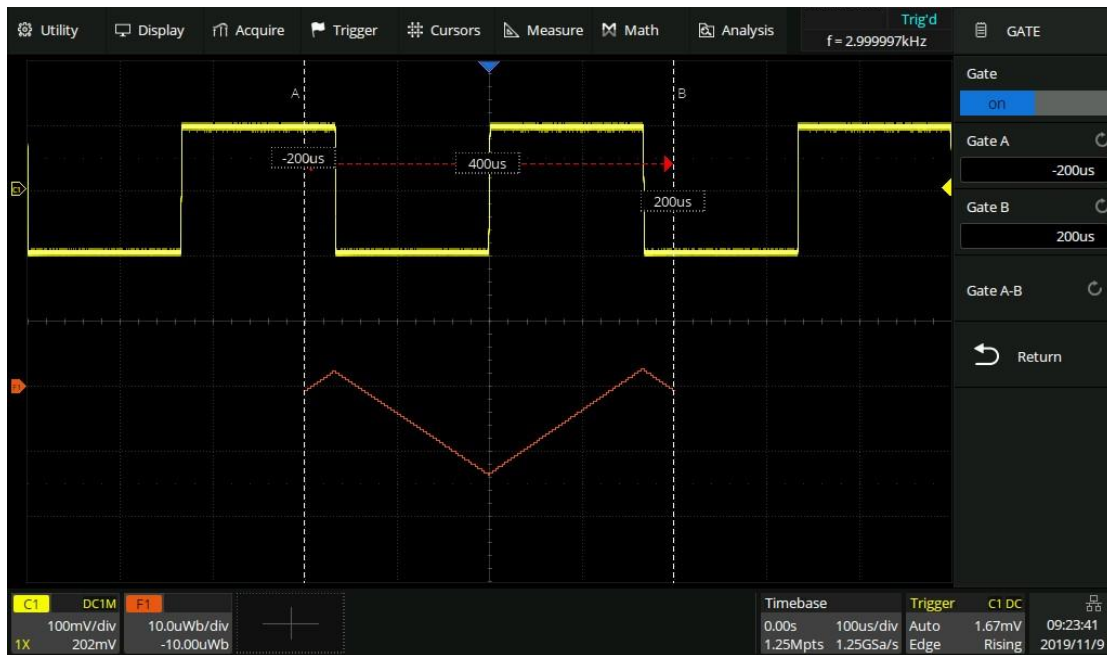 Utility Display Acquire Trigger Cursors Measure Math Analysis
Trig'd
f = 2.999997kHz
GATE
Gate
on
Gate A
-200us
Gate B
200us
Gate A-B
Return
A
B
-200us
400us
200us
C1
F1
C1 DC1M
100mV/div
1X 202mV
F1
10.0uWb/div
-10.00uWb
Timebase
0.00s 100us/div
1.25Mpts 1.25GSa/s
Trigger C1 DC
Auto 1.67mV
Edge Rising
09:23:41
2019/11/9